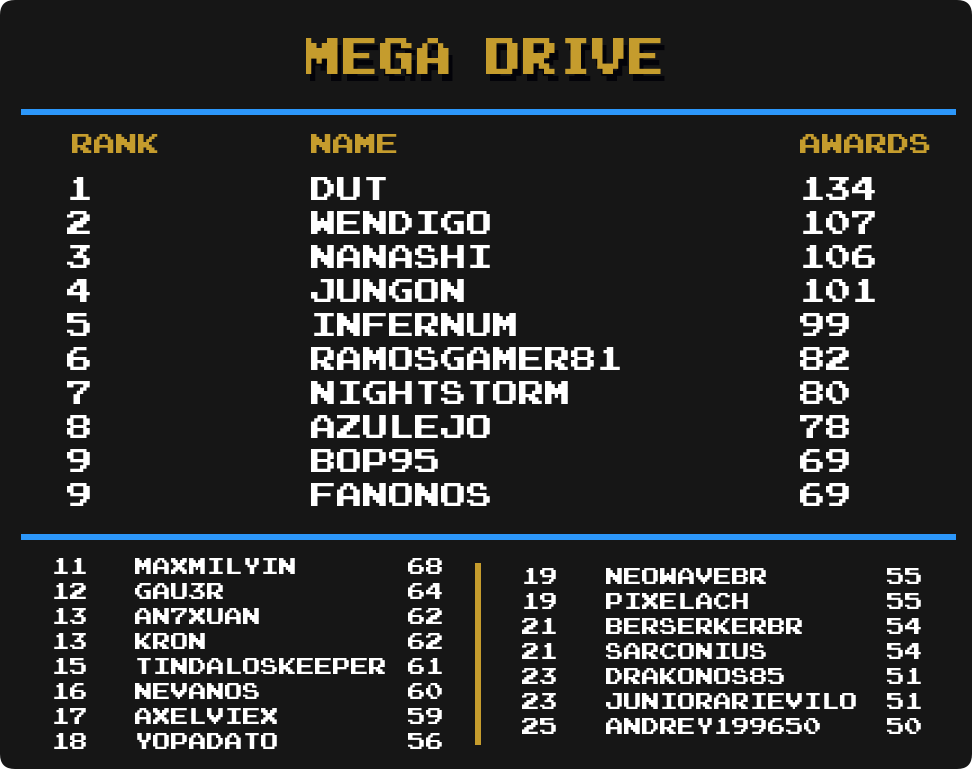 MEGA DRIVE
RANK NAME AWARDS
1 DUT 134
2 WENDIGO 107
3 NANASHI 106
4 JUNGON 101
5 INFERNUM 99
6 RAMOSGAMER81 82
7 NIGHTSTORM 80
8 AZULEJO 78
9 BOP95 69
9 FANONOS 69
11 MAXMILYIN 68
12 GAU3R 64
13 AN7XUAN 62
13 KRON 62
15 TINDALOSKEEPER 61
16 NEVANOS 60
17 AXELVIEX 59
18 YOPADATO 56
19 NEOWAVEBR 55
19 PIXELACH 55
21 BERSERKERBR 54
21 SARCONIUS 54
23 DRAKONOS85 51
23 JUNIORARIEVILO 51
25 ANDREY199650 50